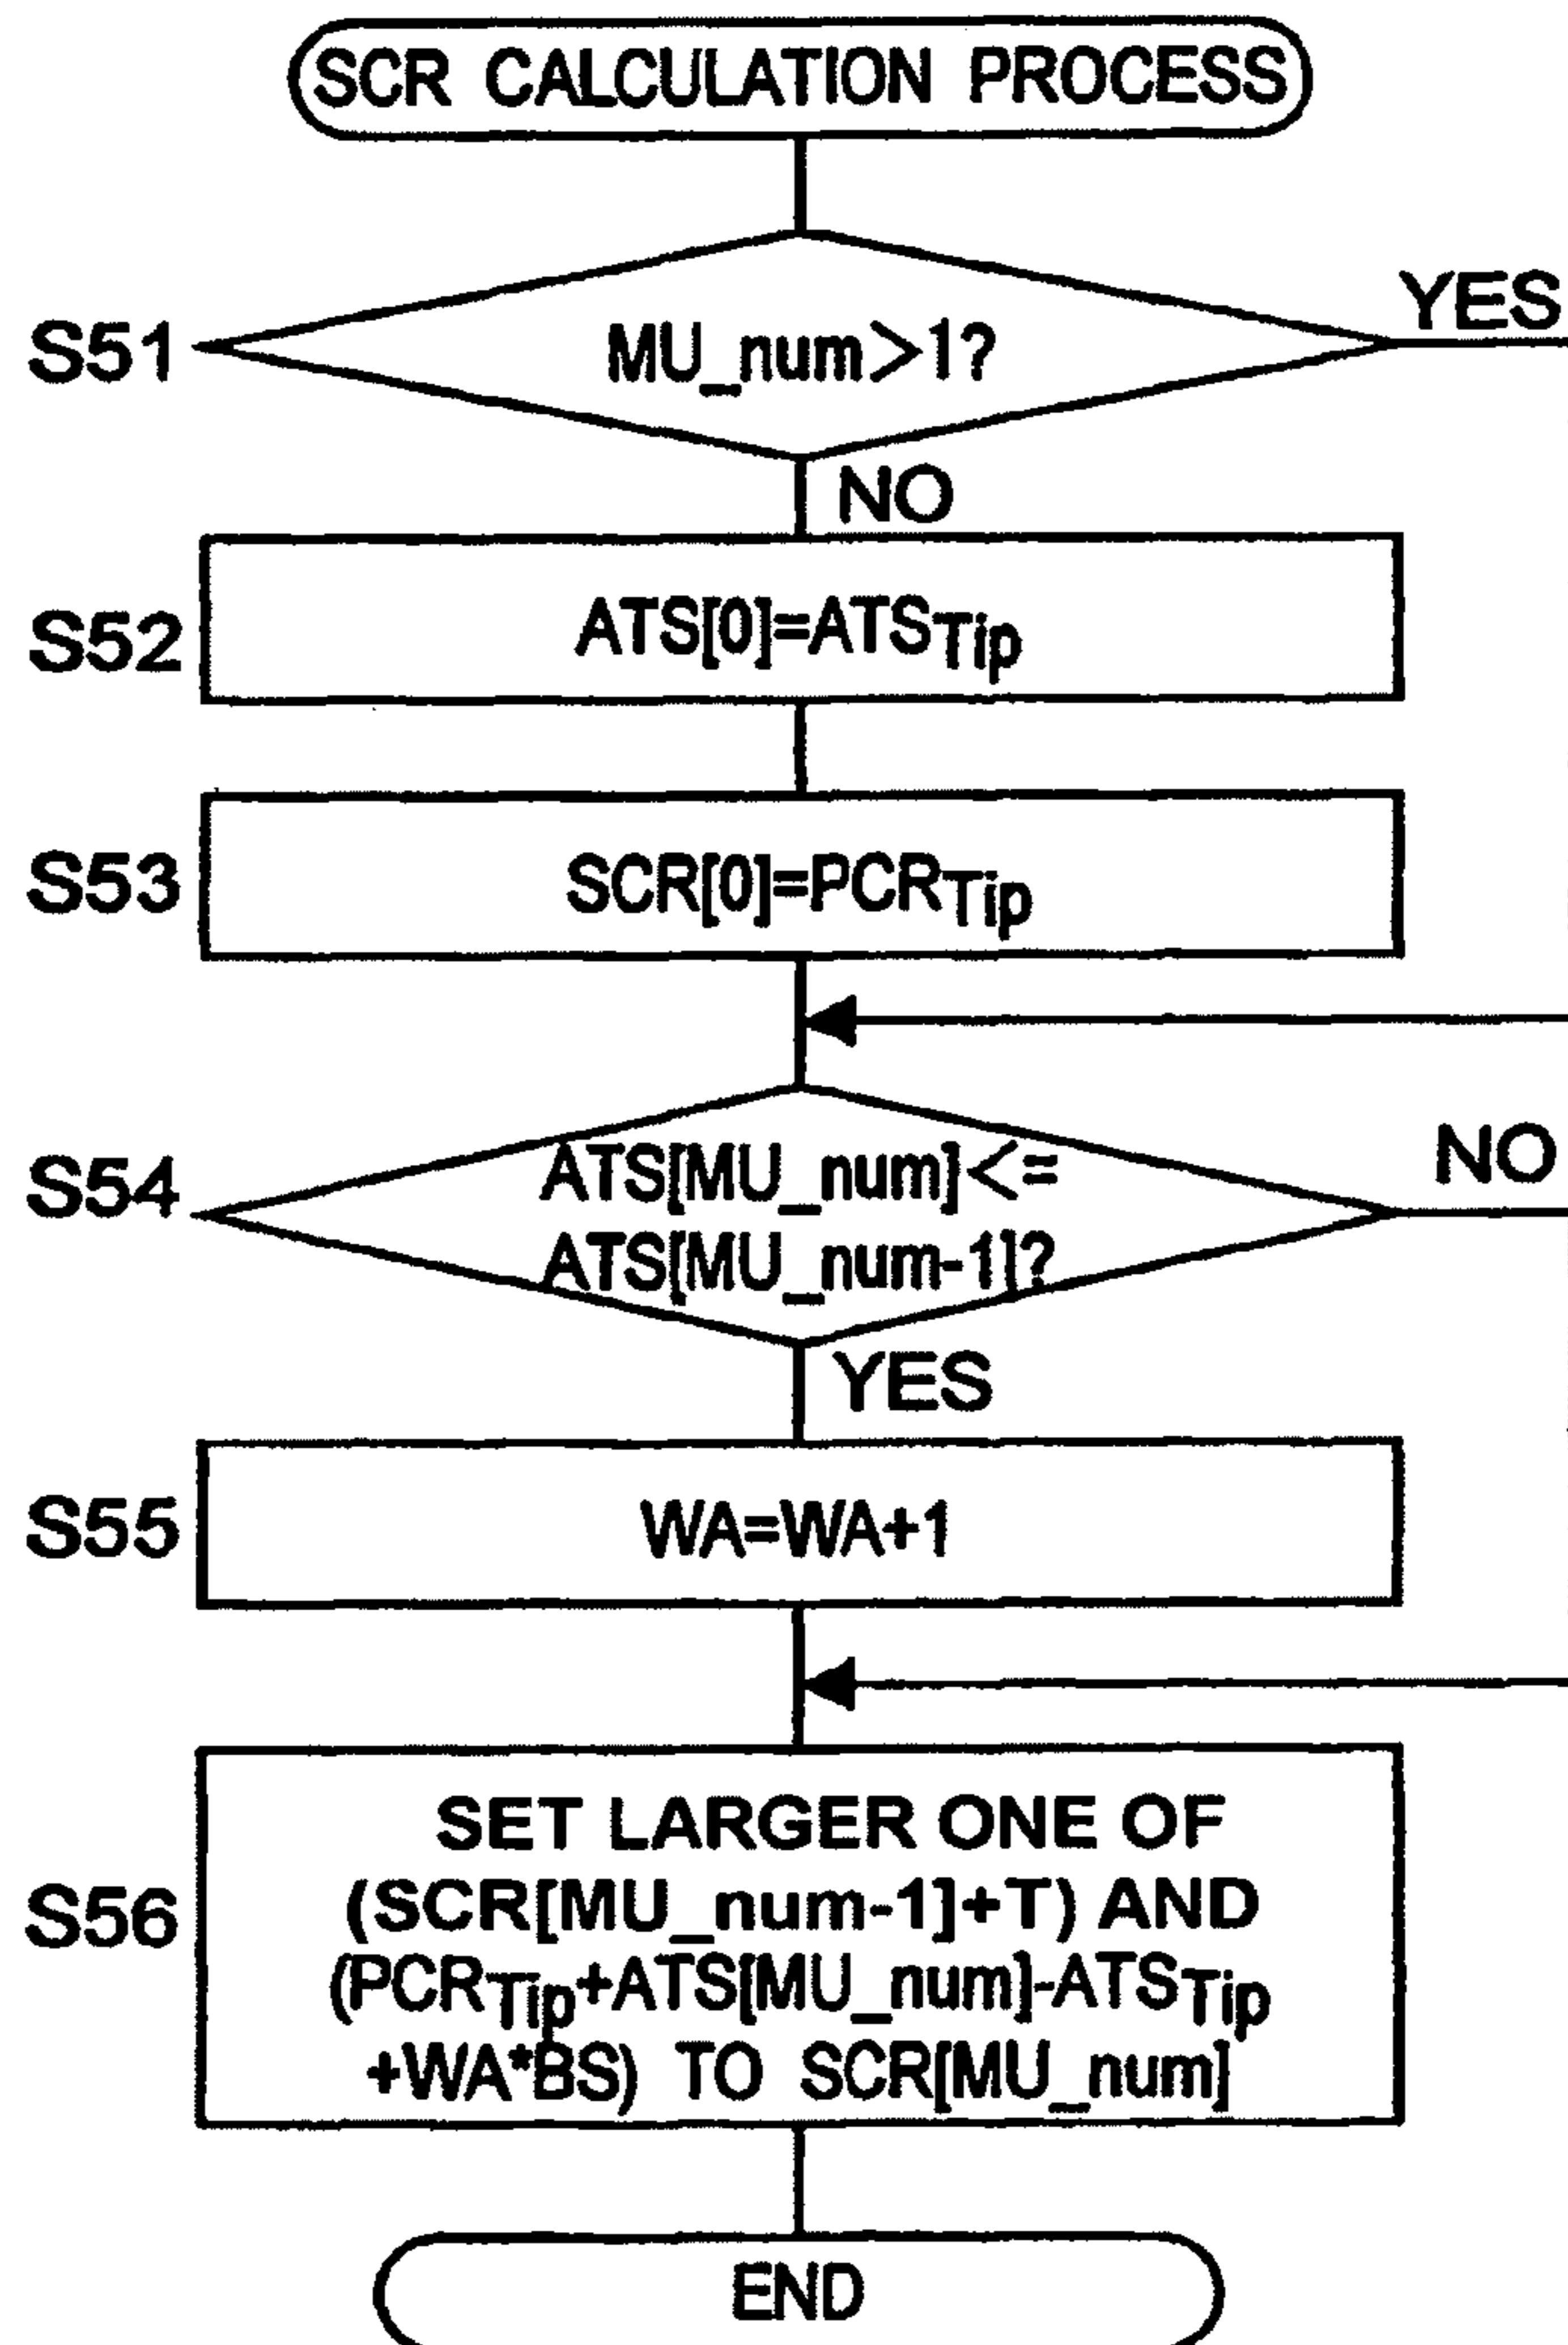 SCR CALCULATION PROCESS
YES
S51
MU_num>1?
NO
S52
ATS[0]=ATSTip
S53
SCR[0]=PCRTip
S54
ATS[MU_num]<=
ATS[MU_num-1]?
NO
YES
S55
WA=WA+1
S56
SET LARGER ONE OF
(SCR[MU_num-1]+T) AND
(PCRTip+ATS[MU_num]-ATSTip
+WA*BS) TO SCR[MU_num]
END